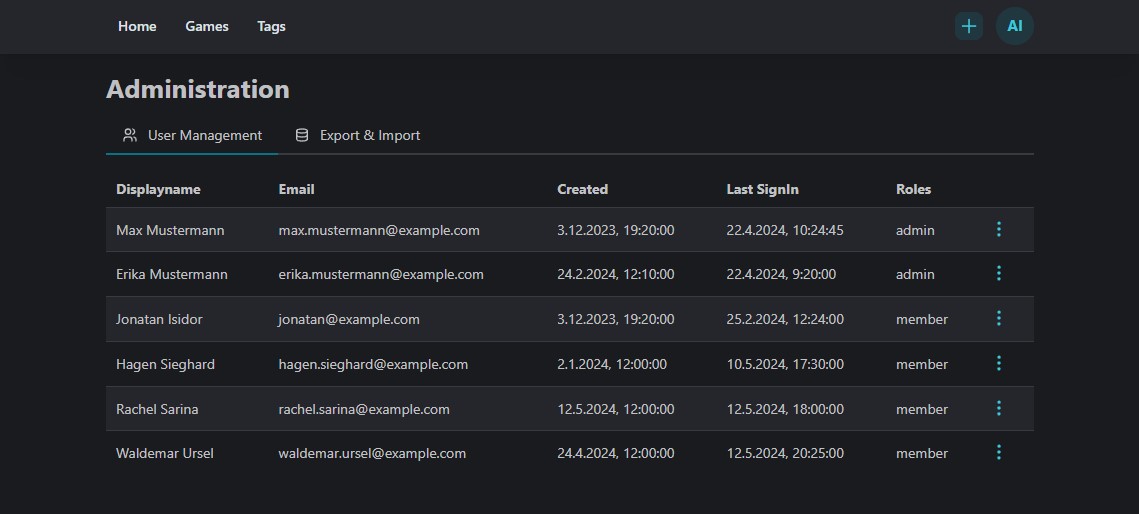 Home Games Tags AI
Administration
User Management Export & Import
Displayname Email Created Last SignIn Roles
Max Mustermann max.mustermann@example.com 3.12.2023, 19:20:00 22.4.2024, 10:24:45 admin
Erika Mustermann erika.mustermann@example.com 24.2.2024, 12:10:00 22.4.2024, 9:20:00 admin
Jonatan Isidor jonatan@example.com 3.12.2023, 19:20:00 25.2.2024, 12:24:00 member
Hagen Sieghard hagen.sieghard@example.com 2.1.2024, 12:00:00 10.5.2024, 17:30:00 member
Rachel Sarina rachel.sarina@example.com 12.5.2024, 12:00:00 12.5.2024, 18:00:00 member
Waldemar Ursel waldemar.ursel@example.com 24.4.2024, 12:00:00 12.5.2024, 20:25:00 member